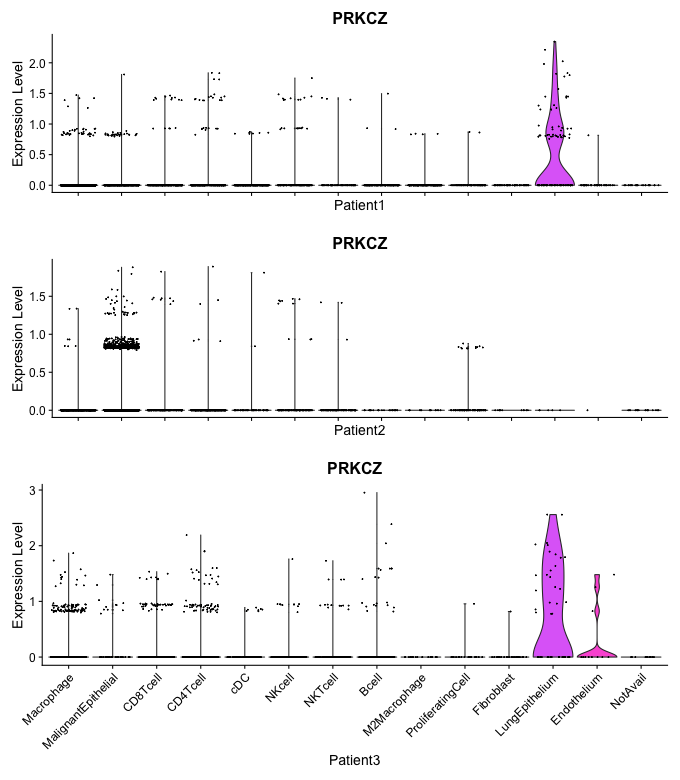 PRKCZ
Expression Level
2.0
1.5
1.0
0.5
0.0
Patient1
PRKCZ
Expression Level
1.5
1.0
0.5
0.0
Patient2
PRKCZ
Expression Level
3
2
1
0
Macrophage
MalignantEpithelial
CD8Tcell
CD4Tcell
cDC
NKcell
NKTcell
Bcell
M2Macrophage
ProliferatingCell
Fibroblast
LungEpithelium
Endothelium
NotAvail
Patient3